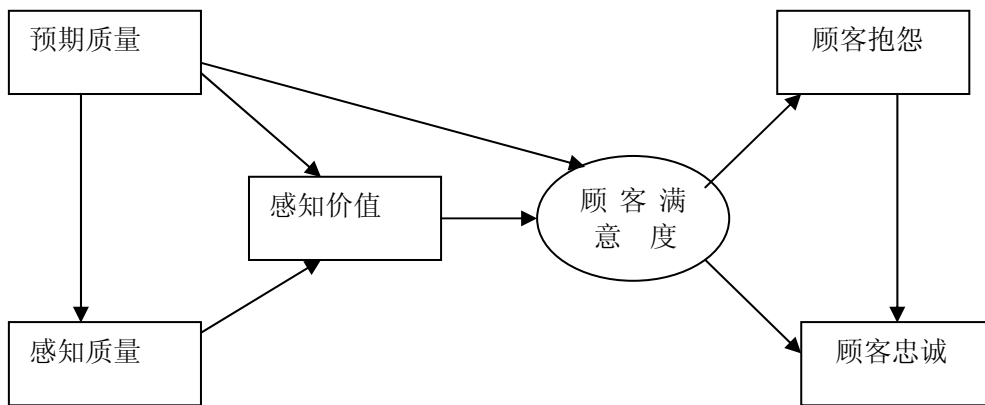 预期质量
顾客抱怨
感知价值
顾 客 满
意 度
感知质量
顾客忠诚